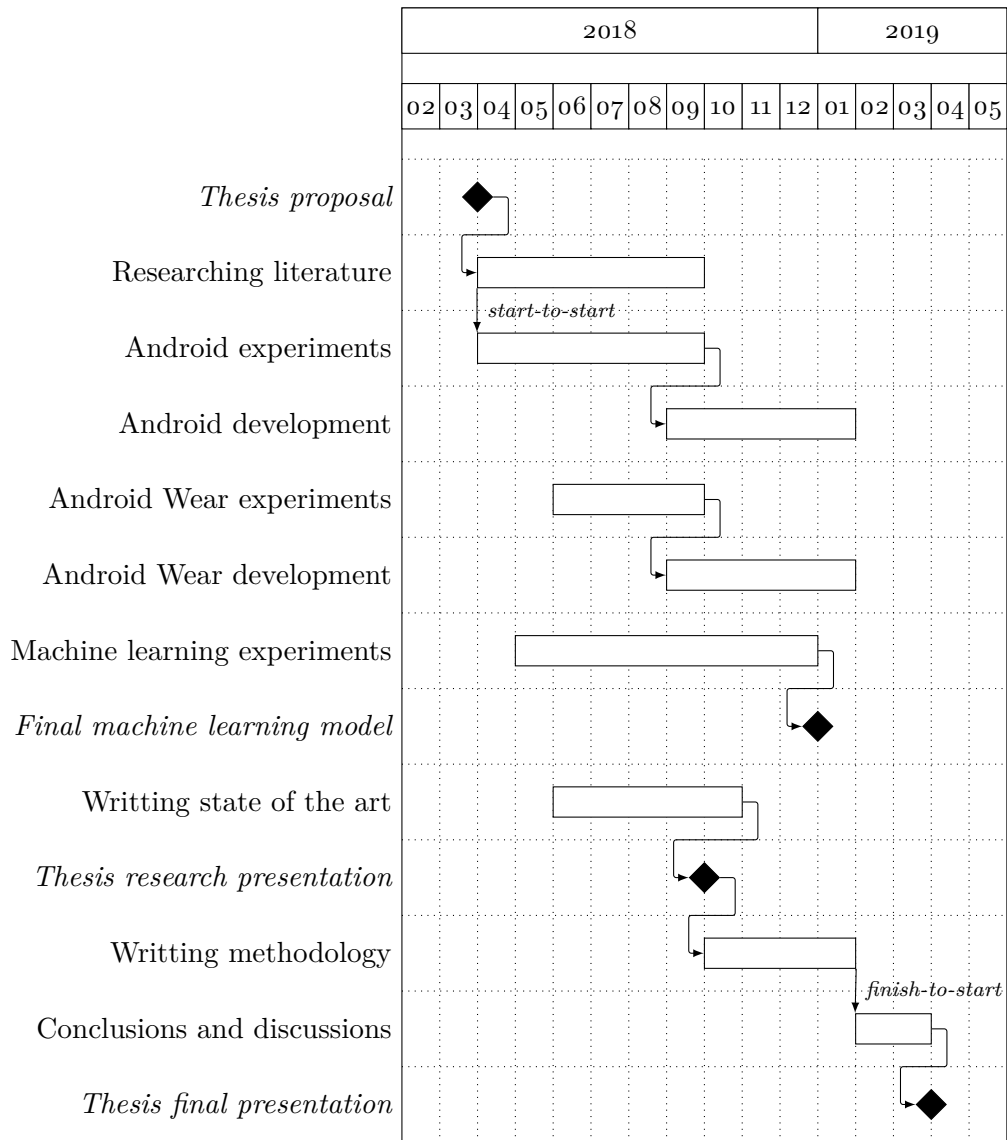 2018 2019
02 03 04 05 06 07 08 09 10 11 12 01 02 03 04 05
Thesis proposal
Researching literature
start-to-start
Android experiments
Android development
Android Wear experiments
Android Wear development
Machine learning experiments
Final machine learning model
Writting state of the art
Thesis research presentation
Writting methodology
finish-to-start
Conclusions and discussions
Thesis final presentation